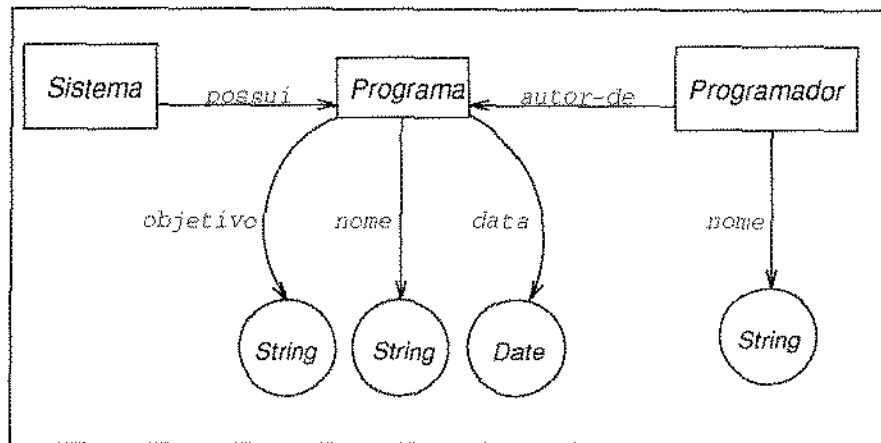 Sistema
possui
Programa
autor-de
Programador
objetivo
nome
data
nome
String
String
Date
String